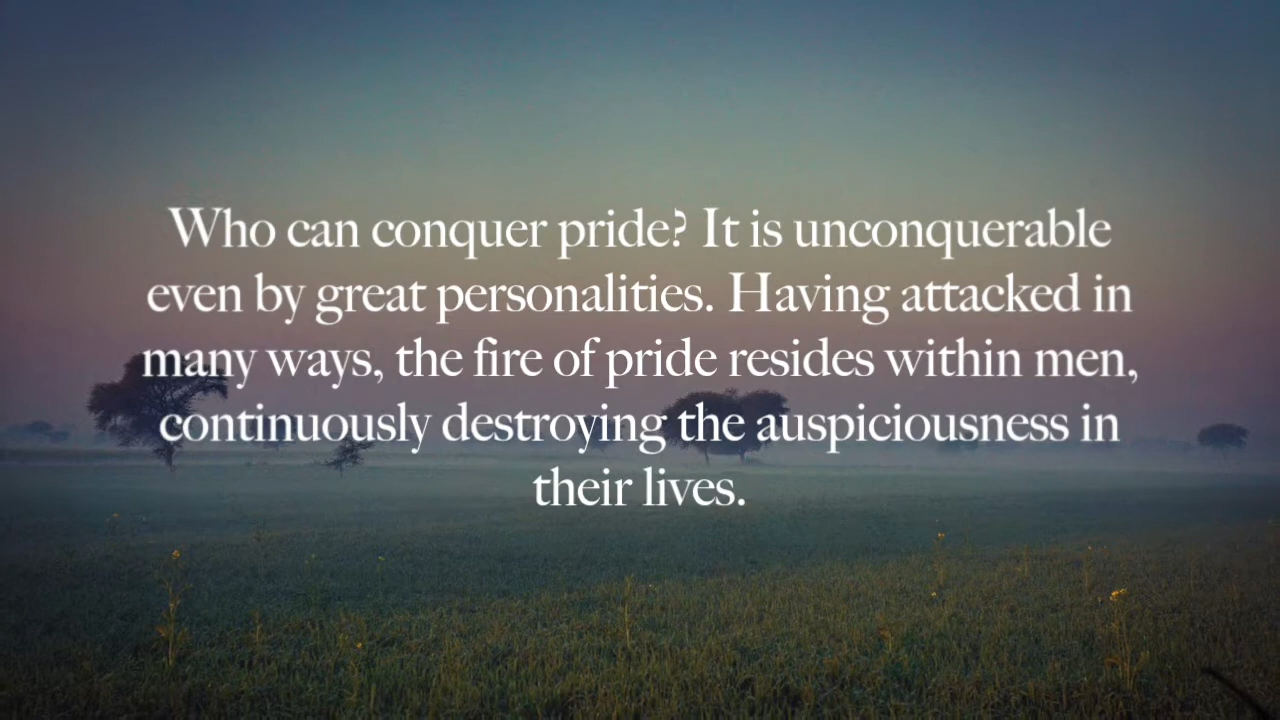 Who can conquer pride? It is unconquerable
even by great personalities. Having attacked in
many ways, the fire of pride resides within men,
continuously destroying the auspiciousness in
their lives.